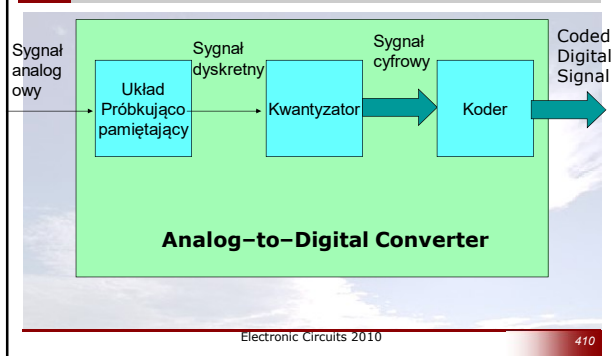 Sygnał
analog
owy
Układ
Próbkująco
pamiętający
Sygnał
dyskretny
Kwantyzator
Sygnał
cyfrowy
Koder
Coded
Digital
Signal
Analog–to–Digital Converter
Electronic Circuits 2010
410